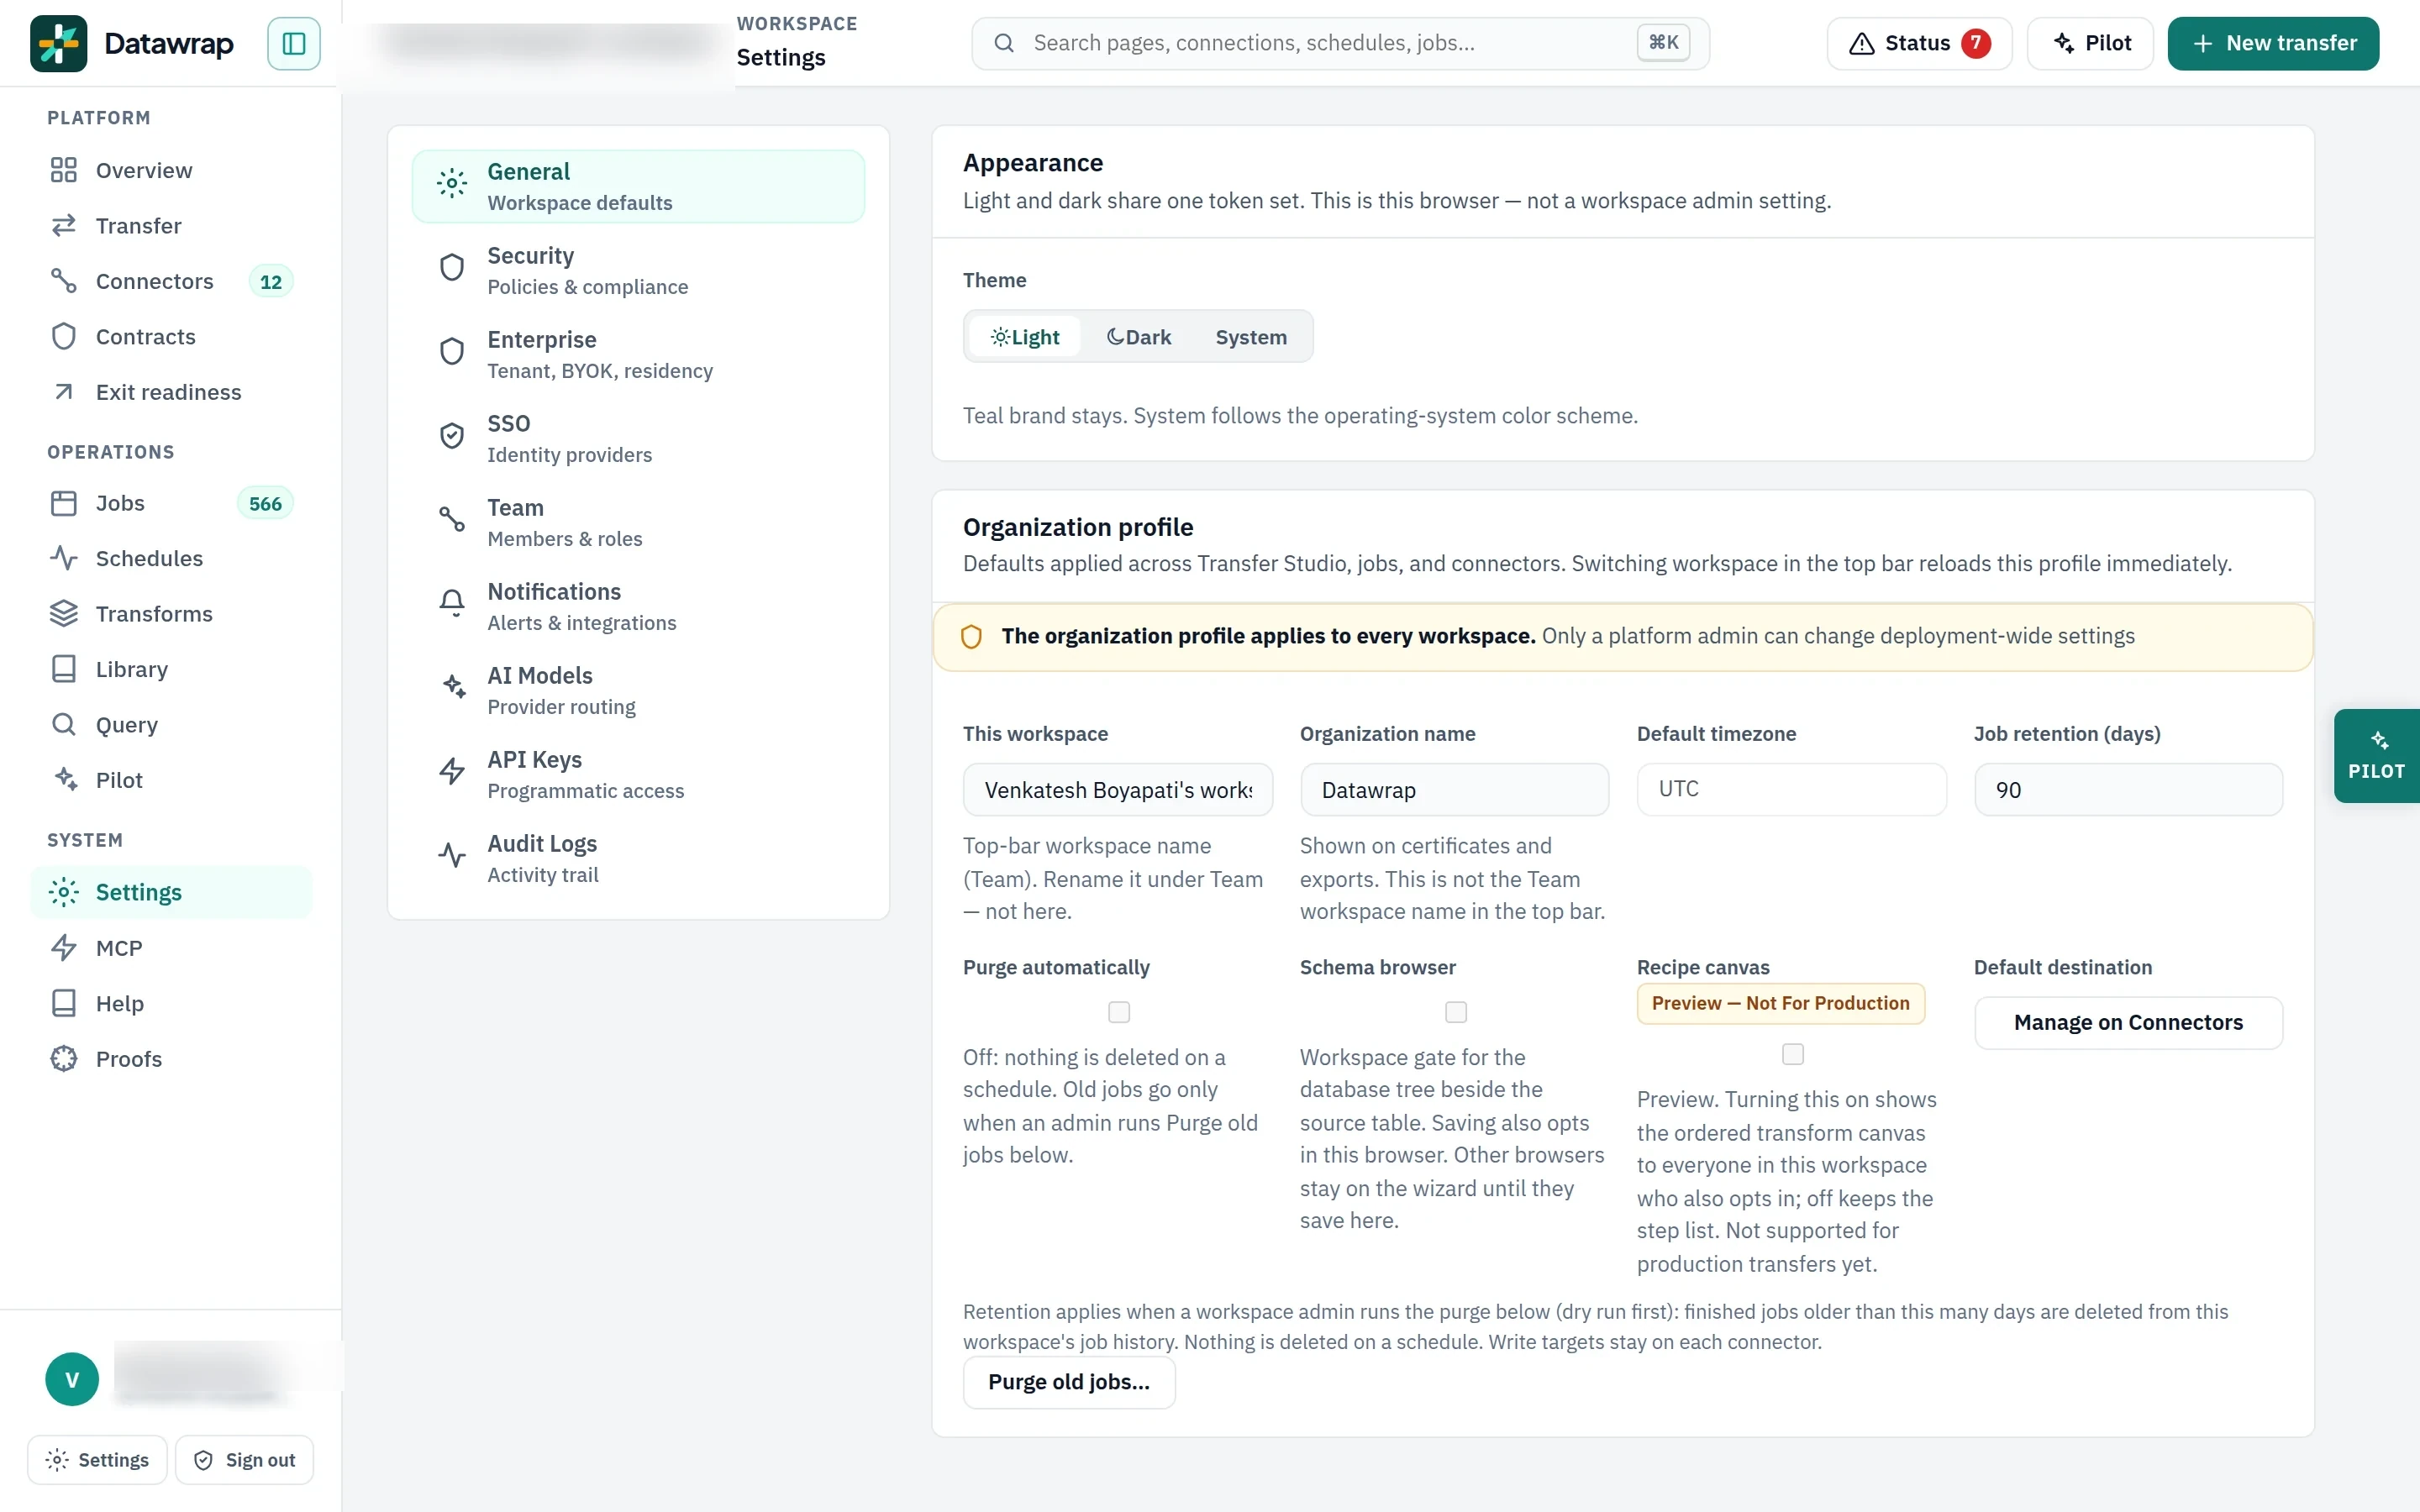 Datawrap
WORKSPACE
Settings
Search pages, connections, schedules, jobs...
⌘K
Status 7
Pilot
New transfer
PLATFORM
Overview
Transfer
Connectors 12
Contracts
Exit readiness
OPERATIONS
Jobs 566
Schedules
Transforms
Library
Query
Pilot
SYSTEM
Settings
MCP
Help
Proofs
V
Settings
Sign out
General
Workspace defaults
Security
Policies & compliance
Enterprise
Tenant, BYOK, residency
SSO
Identity providers
Team
Members & roles
Notifications
Alerts & integrations
AI Models
Provider routing
API Keys
Programmatic access
Audit Logs
Activity trail
Appearance
Light and dark share one token set. This is this browser — not a workspace admin setting.
Theme
Light
Dark
System
Teal brand stays. System follows the operating-system color scheme.
Organization profile
Defaults applied across Transfer Studio, jobs, and connectors. Switching workspace in the top bar reloads this profile immediately.
The organization profile applies to every workspace. Only a platform admin can change deployment-wide settings
This workspace
Venkatesh Boyapati's works
Top-bar workspace name
(Team). Rename it under Team
— not here.
Organization name
Datawrap
Shown on certificates and
exports. This is not the Team
workspace name in the top bar.
Default timezone
UTC
Job retention (days)
90
Purge automatically
Off: nothing is deleted on a
schedule. Old jobs go only
when an admin runs Purge old
jobs below.
Schema browser
Workspace gate for the
database tree beside the
source table. Saving also opts
in this browser. Other browsers
stay on the wizard until they
save here.
Recipe canvas
Preview — Not For Production
Preview. Turning this on shows
the ordered transform canvas
to everyone in this workspace
who also opts in; off keeps the
step list. Not supported for
production transfers yet.
Default destination
Manage on Connectors
Retention applies when a workspace admin runs the purge below (dry run first): finished jobs older than this many days are deleted from this
workspace's job history. Nothing is deleted on a schedule. Write targets stay on each connector.
Purge old jobs...
PILOT